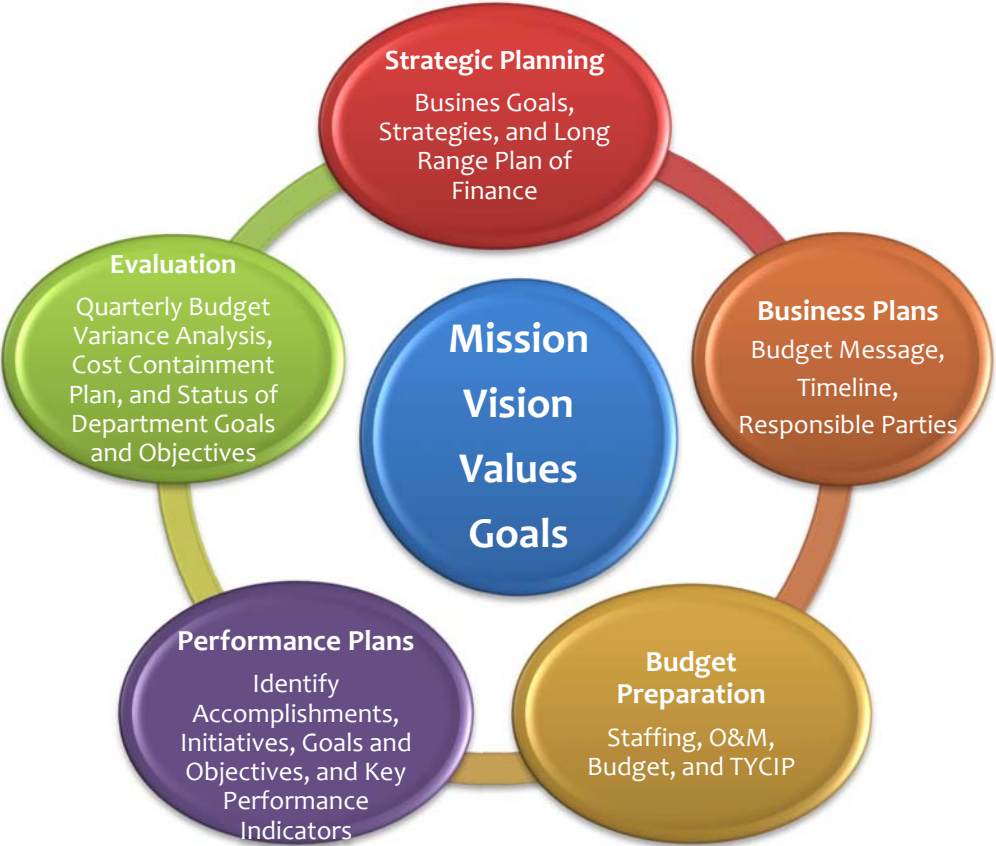 Strategic Planning
Busines Goals,
Strategies, and Long
Range Plan of
Finance
Business Plans
Budget Message,
Timeline,
Responsible Parties
Budget
Preparation
Staffing, O&M,
Budget, and TYCIP
Performance Plans
Identify
Accomplishments,
Initiatives, Goals and
Objectives, and Key
Performance
Indicators
Evaluation
Quarterly Budget
Variance Analysis,
Cost Containment
Plan, and Status of
Department Goals
and Objectives
Mission
Vision
Values
Goals